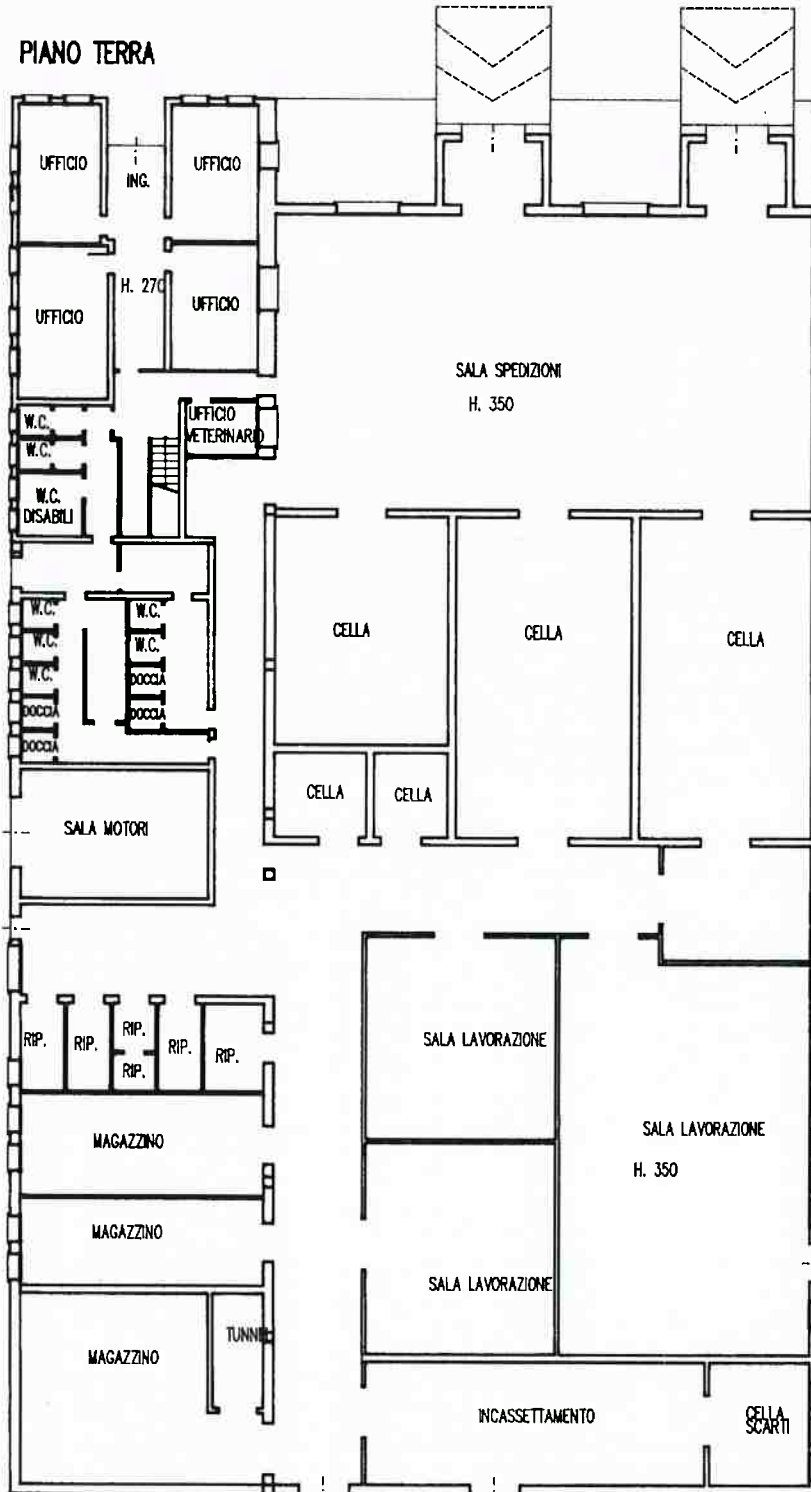 PIANO TERRA
UFFICIO
ING.
UFFICIO
H. 270
UFFICIO
UFFICIO
SALA SPEDIZIONI
H. 350
W.C.
W.C.
W.C.
DISABILI
UFFICIO
VETERINARIO
W.C.
W.C.
W.C.
DOCCIA
DOCCIA
W.C.
W.C.
DOCCIA
DOCCIA
CELLA
CELLA
CELLA
CELLA
CELLA
SALA MOTORI
RIP.
RIP.
RIP.
RIP.
RIP.
RIP.
SALA LAVORAZIONE
SALA LAVORAZIONE
H. 350
MAGAZZINO
MAGAZZINO
SALA LAVORAZIONE
MAGAZZINO
TUNNEL
INCASSETTAMENTO
CELLA
SCARTI